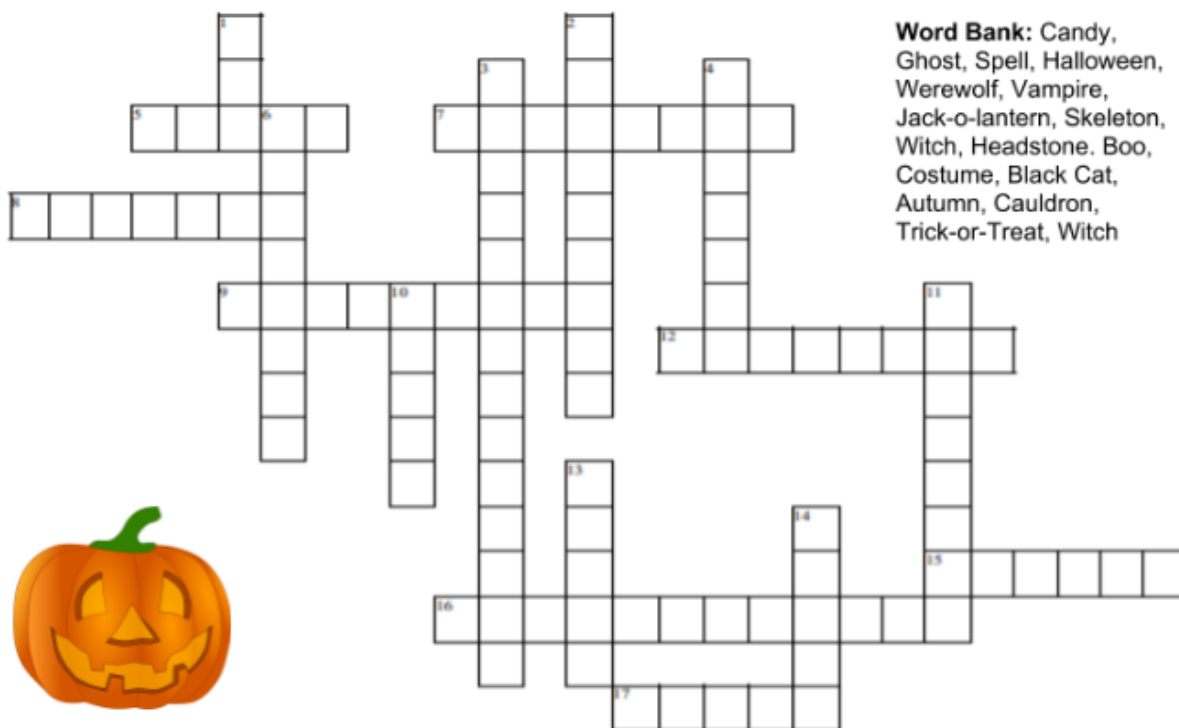 1
2
Word Bank: Candy,
Ghost, Spell, Halloween,
3
4
Werewolf, Vampire,
5
6
7
Jack-o-lantern, Skeleton,
Witch, Headstone. Boo,
Costume, Black Cat,
8
Autumn, Cauldron,
Trick-or-Treat, Witch
9
10
11
12
13
14
15
16
17